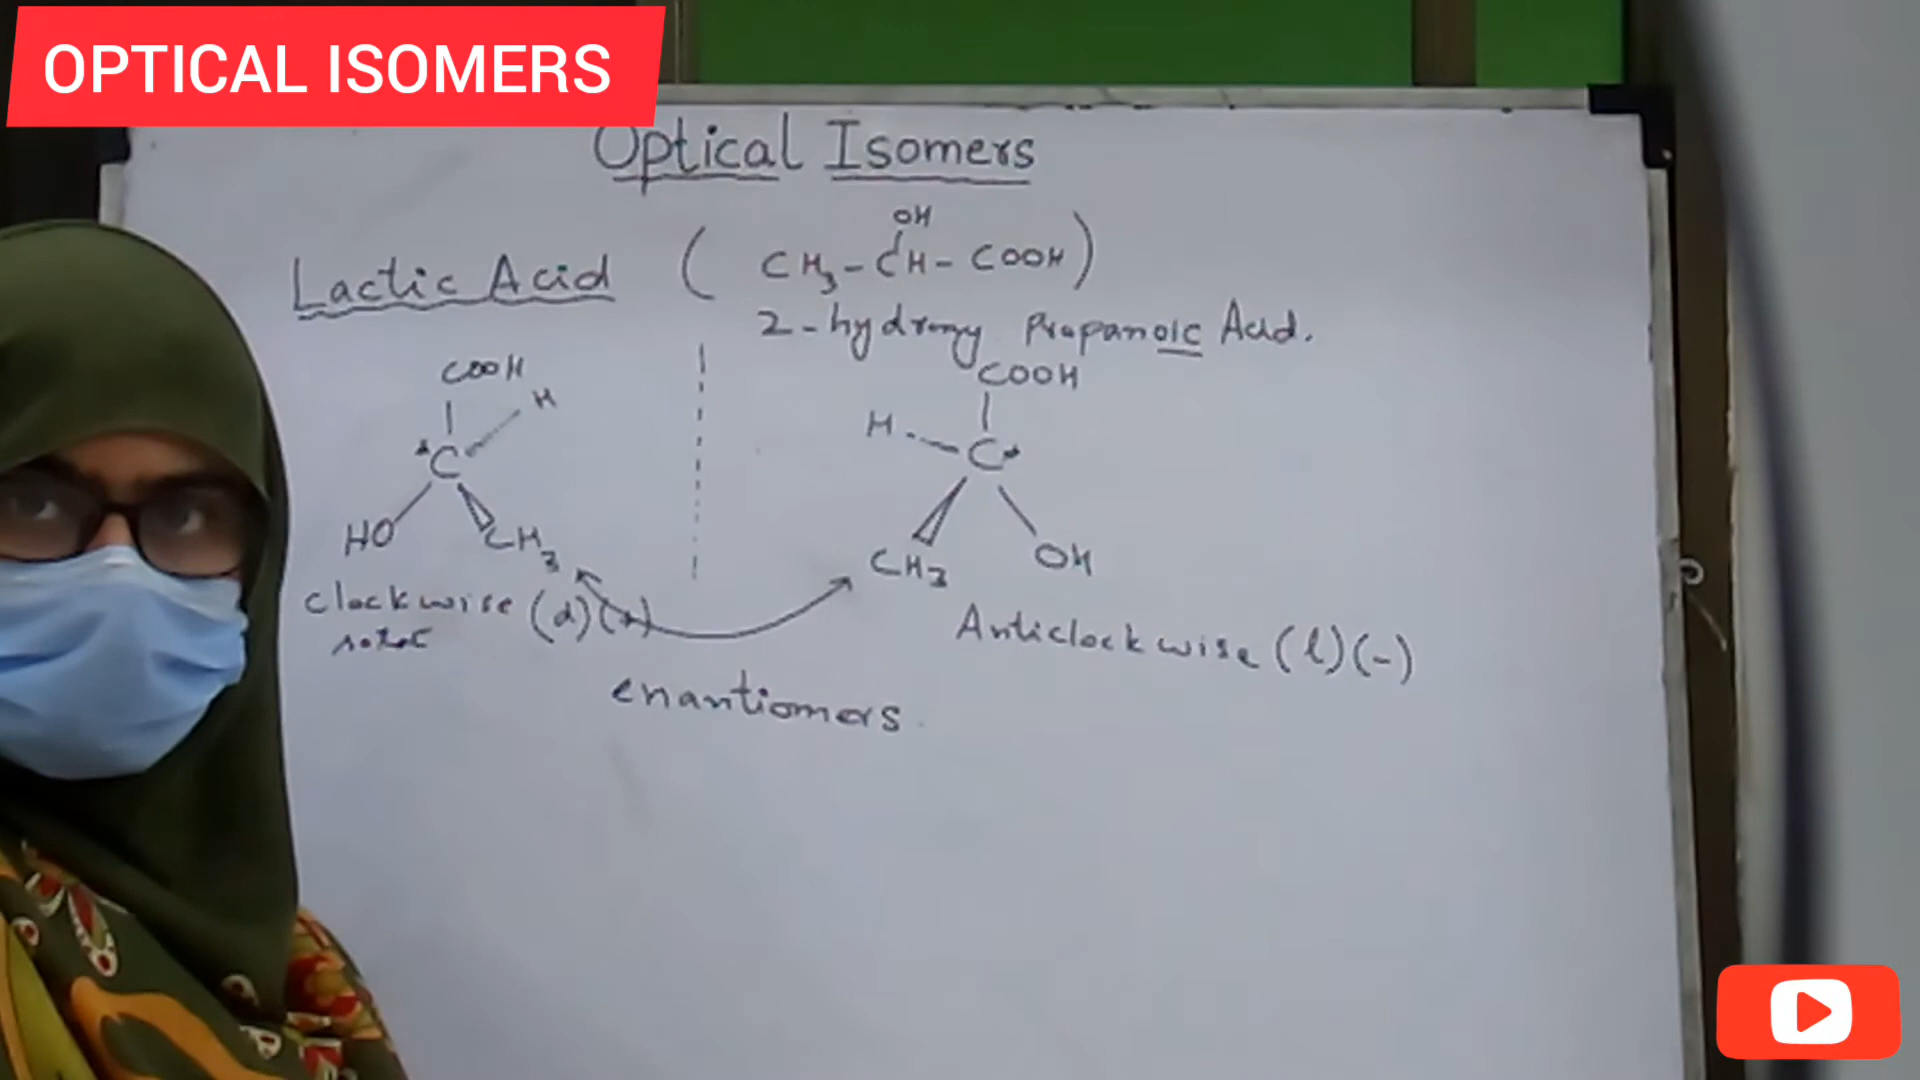 OPTICAL ISOMERS
Optical Isomers
OH
Lactic Acid ( CH3-CH-COOH)
2-hydroxy Propanoic Acid.
COOH
H
*C
HO
CH3
COOH
H
C*
CH3
OH
Clockwise (d)(+)
Anticlockwise (l)(-)
enantiomers